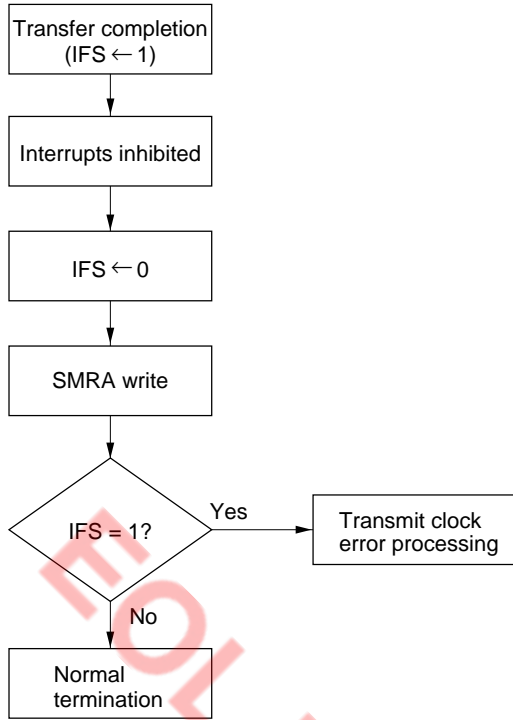 Transfer completion
(IFS ← 1)
Interrupts inhibited
IFS ← 0
SMRA write
IFS = 1?
Yes
Transmit clock
error processing
No
Normal
termination
EOL